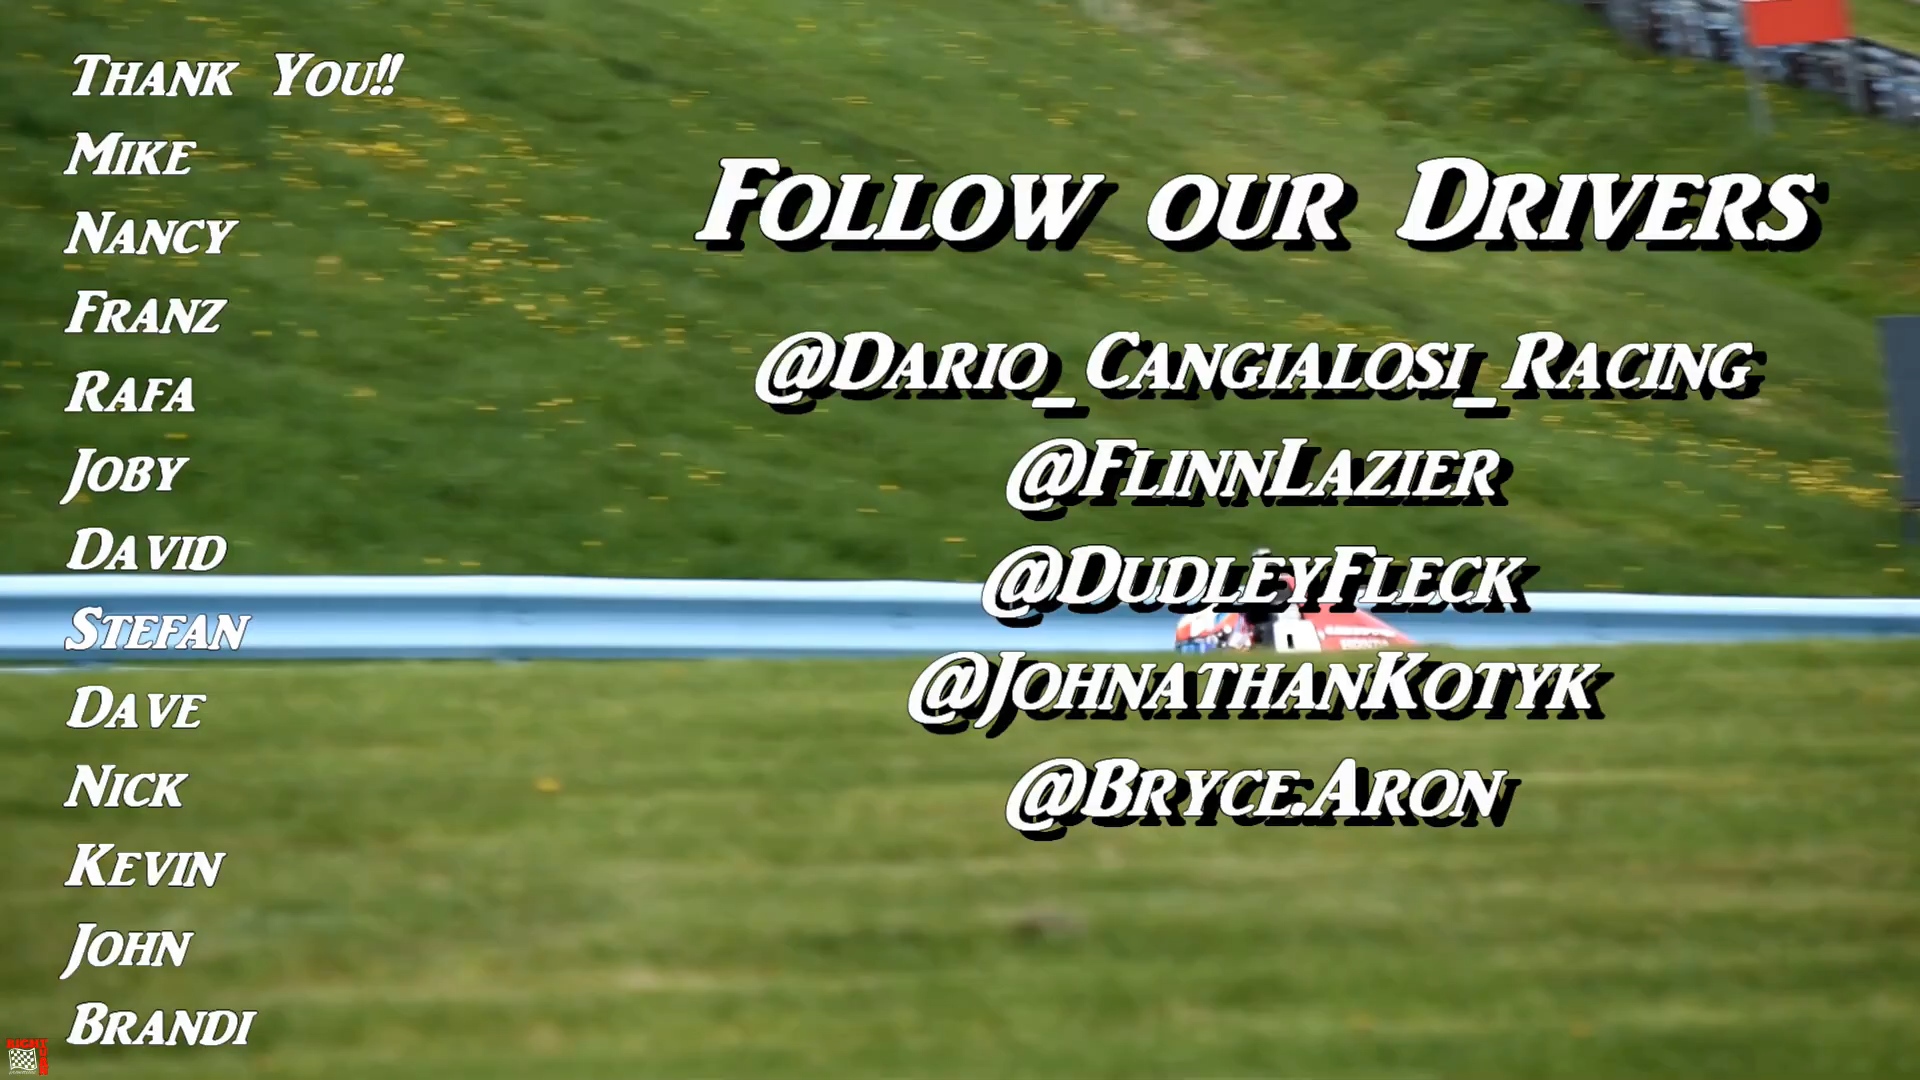 Thank You!!
Mike
Nancy
Franz
Rafa
Joby
David
Stefan
Dave
Nick
Kevin
John
Brandi
Follow our Drivers
@Dario_Cangialosi_Racing
@FlinnLazier
@DudleyFleck
@JohnathanKotyk
@Bryce.Aron
RIGHT